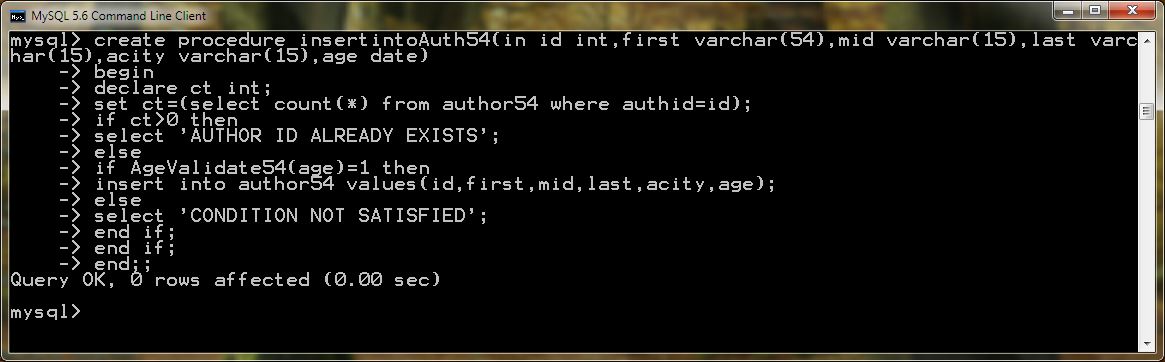 MySQL 5.6 Command Line Client
mysql> create procedure insertintoAuth54(in id int,first varchar(54),mid varchar(15),last varc
har(15),acity varchar(15),age date)
    -> begin
    -> declare ct int;
    -> set ct=(select count(*) from author54 where authid=id);
    -> if ct>0 then
    -> select 'AUTHOR ID ALREADY EXISTS';
    -> else
    -> if AgeValidate54(age)=1 then
    -> insert into author54 values(id,first,mid,last,acity,age);
    -> else
    -> select 'CONDITION NOT SATISFIED';
    -> end if;
    -> end if;
    -> end;;
Query OK, 0 rows affected (0.00 sec)
mysql>